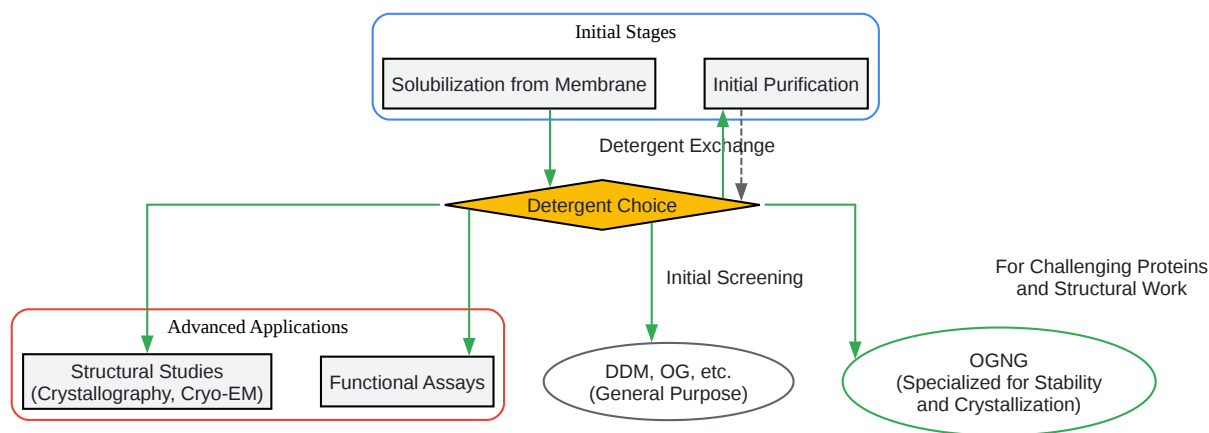 Initial Stages
Solubilization from Membrane
Initial Purification
Detergent Exchange
Detergent Choice
Initial Screening
For Challenging Proteins
and Structural Work
Advanced Applications
Structural Studies
(Crystallography, Cryo-EM)
Functional Assays
DDM, OG, etc.
(General Purpose)
OGNG
(Specialized for Stability
and Crystallization)